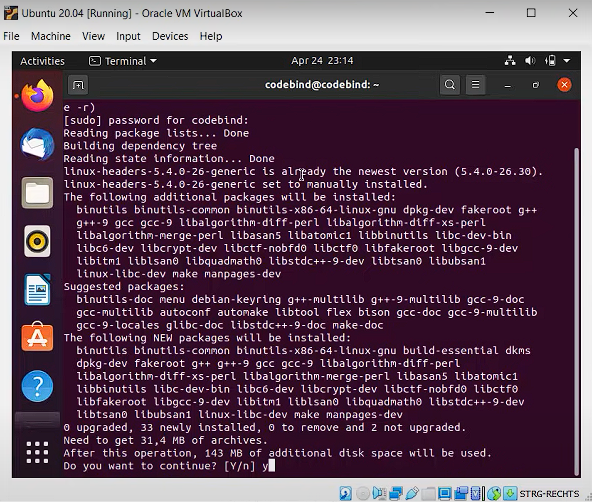 Ubuntu 20.04 [Running] - Oracle VM VirtualBox
File Machine View Input Devices Help
Activities Terminal Apr 24 23:14
codebind@codebind: ~
e -r)
[sudo] password for codebind:
Reading package lists... Done
Building dependency tree
Reading state information... Done
linux-headers-5.4.0-26-generic is already the newest version (5.4.0-26.30).
linux-headers-5.4.0-26-generic set to manually installed.
The following additional packages will be installed:
binutils binutils-common binutils-x86-64-linux-gnu dpkg-dev fakeroot g++
g++-9 gcc gcc-9 libalgorithm-diff-perl libalgorithm-diff-xs-perl
libalgorithm-merge-perl libasan5 libatomic1 libbinutils libc-dev-bin
libc6-dev libcrypt-dev libctf-nobfd0 libctf0 libfakeroot libgcc-9-dev
libitm1 liblsan0 libquadmath0 libstdc++-9-dev libtsan0 libubsan1
linux-libc-dev make manpages-dev
Suggested packages:
binutils-doc menu debian-keyring g++-multilib g++-9-multilib gcc-9-doc
gcc-multilib autoconf automake libtool flex bison gcc-doc gcc-9-multilib
gcc-9-locales glibc-doc libstdc++-9-doc make-doc
The following NEW packages will be installed:
binutils binutils-common binutils-x86-64-linux-gnu build-essential dkms
dpkg-dev fakeroot g++ g++-9 gcc gcc-9 libalgorithm-diff-perl
libalgorithm-diff-xs-perl libalgorithm-merge-perl libasan5 libatomic1
libbinutils libc-dev-bin libc6-dev libcrypt-dev libctf-nobfd0 libctf0
libfakeroot libgcc-9-dev libitm1 liblsan0 libquadmath0 libstdc++-9-dev
libtsan0 libubsan1 linux-libc-dev make manpages-dev
0 upgraded, 33 newly installed, 0 to remove and 2 not upgraded.
Need to get 31,4 MB of archives.
After this operation, 143 MB of additional disk space will be used.
Do you want to continue? [Y/n] y
STRG-RECHTS